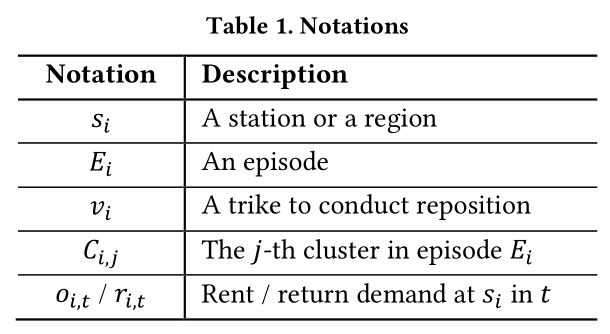 Table 1. Notations
Notation Description
s_i A station or a region
E_i An episode
v_i A trike to conduct reposition
C_{i,j} The j-th cluster in episode E_i
o_{i,t} / r_{i,t} Rent / return demand at s_i in t